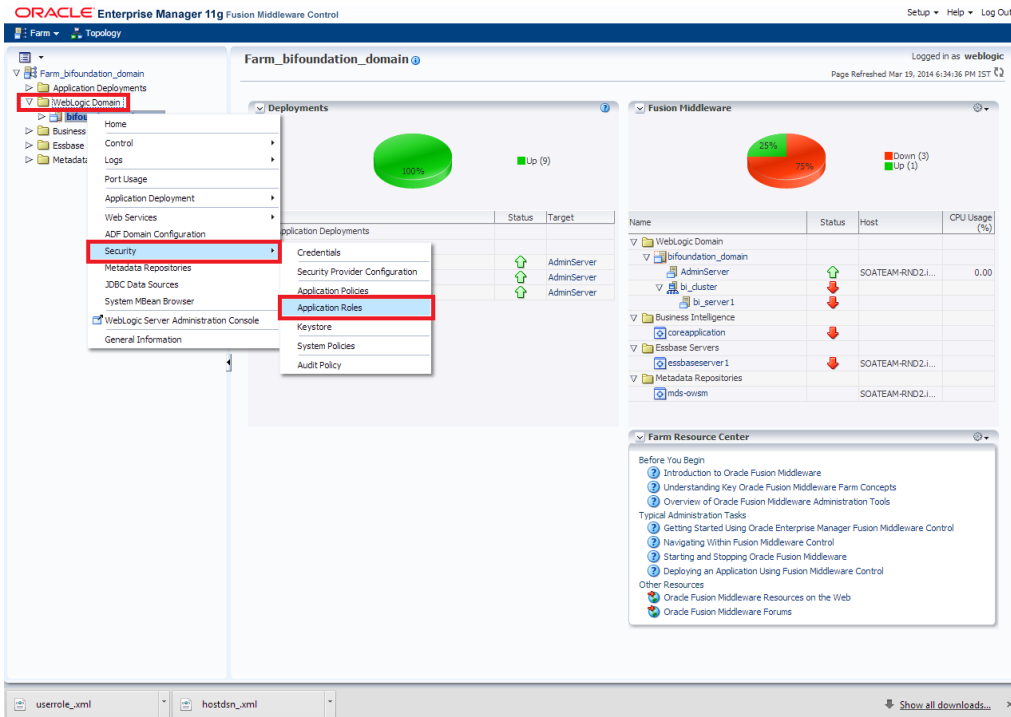 ORACLE Enterprise Manager 11g Fusion Middleware Control
Setup Help Log Out
Farm Topology
Farm_bifoundation_domain
Application Deployments
WebLogic Domain
bifou
Business
Essbase
Metadata
Home
Control
Logs
Port Usage
Application Deployment
Web Services
ADF Domain Configuration
Security
Metadata Repositories
JDBC Data Sources
System MBean Browser
WebLogic Server Administration Console
General Information
Credentials
Security Provider Configuration
Application Policies
Application Roles
Keystore
System Policies
Audit Policy
Farm_bifoundation_domain
Logged in as weblogic
Page Refreshed Mar 19, 2014 6:34:36 PM IST
Deployments
100%
Up (9)
Status Target
Application Deployments
AdminServer
AdminServer
AdminServer
Fusion Middleware
25%
75%
Down (3)
Up (1)
Name Status Host CPU Usage (%)
WebLogic Domain
bifoundation_domain
AdminServer SOATEAM-RND2.i... 0.00
bi_cluster
bi_server1
Business Intelligence
coreapplication
Essbase Servers
essbaseserver1 SOATEAM-RND2.i...
Metadata Repositories
mds-owsm SOATEAM-RND2.i...
Farm Resource Center
Before You Begin
Introduction to Oracle Fusion Middleware
Understanding Key Oracle Fusion Middleware Farm Concepts
Overview of Oracle Fusion Middleware Administration Tools
Typical Administration Tasks
Getting Started Using Oracle Enterprise Manager Fusion Middleware Control
Navigating Within Fusion Middleware Control
Starting and Stopping Oracle Fusion Middleware
Deploying an Application Using Fusion Middleware Control
Other Resources
Oracle Fusion Middleware Resources on the Web
Oracle Fusion Middleware Forums
userrole_.xml
hostdsn_.xml
Show all downloads...